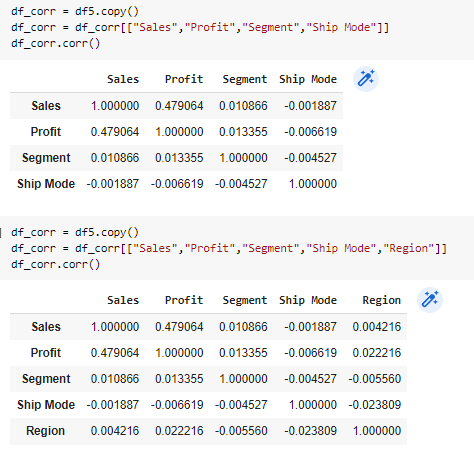 df_corr = df5.copy()
df_corr = df_corr[["Sales","Profit","Segment","Ship Mode"]]
df_corr.corr()
Sales Profit Segment Ship Mode
Sales 1.000000 0.479064 0.010866 -0.001887
Profit 0.479064 1.000000 0.013355 -0.006619
Segment 0.010866 0.013355 1.000000 -0.004527
Ship Mode -0.001887 -0.006619 -0.004527 1.000000
df_corr = df5.copy()
df_corr = df_corr[["Sales","Profit","Segment","Ship Mode","Region"]]
df_corr.corr()
Sales Profit Segment Ship Mode Region
Sales 1.000000 0.479064 0.010866 -0.001887 0.004216
Profit 0.479064 1.000000 0.013355 -0.006619 0.022216
Segment 0.010866 0.013355 1.000000 -0.004527 -0.005560
Ship Mode -0.001887 -0.006619 -0.004527 1.000000 -0.023809
Region 0.004216 0.022216 -0.005560 -0.023809 1.000000